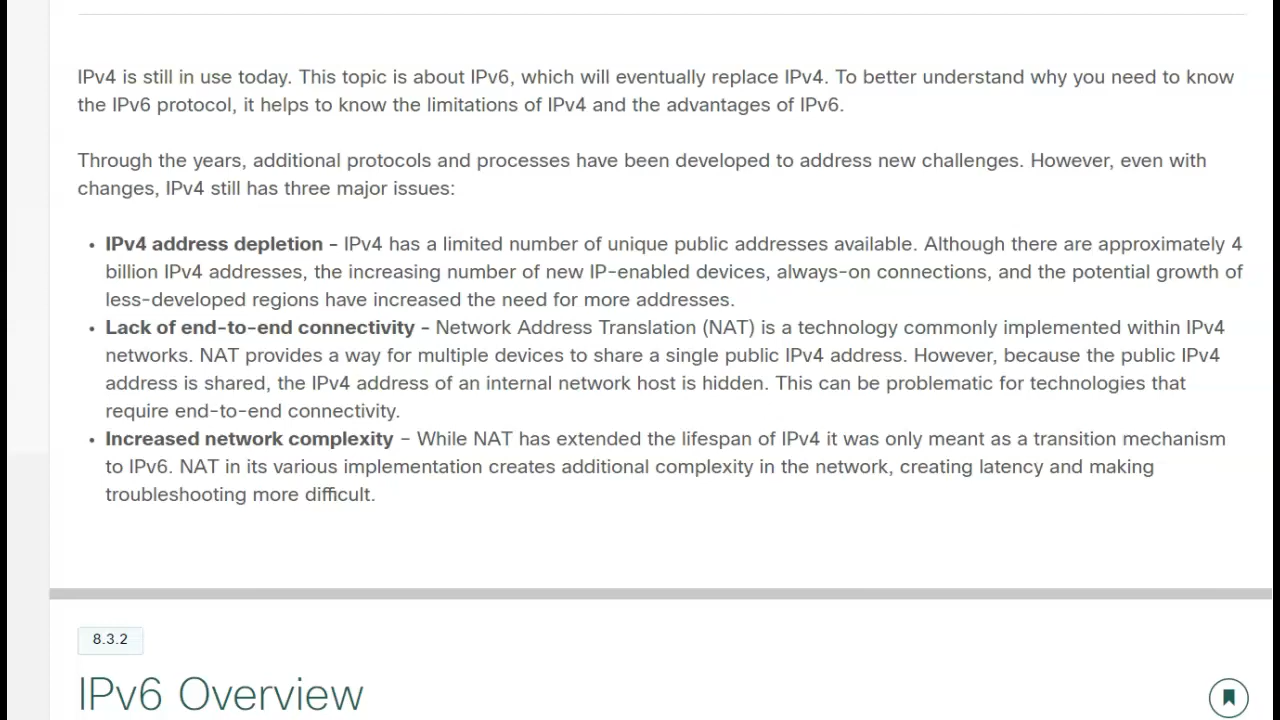 IPv4 is still in use today. This topic is about IPv6, which will eventually replace IPv4. To better understand why you need to know
the IPv6 protocol, it helps to know the limitations of IPv4 and the advantages of IPv6.
Through the years, additional protocols and processes have been developed to address new challenges. However, even with
changes, IPv4 still has three major issues:
• IPv4 address depletion – IPv4 has a limited number of unique public addresses available. Although there are approximately 4
billion IPv4 addresses, the increasing number of new IP-enabled devices, always-on connections, and the potential growth of
less-developed regions have increased the need for more addresses.
• Lack of end-to-end connectivity – Network Address Translation (NAT) is a technology commonly implemented within IPv4
networks. NAT provides a way for multiple devices to share a single public IPv4 address. However, because the public IPv4
address is shared, the IPv4 address of an internal network host is hidden. This can be problematic for technologies that
require end-to-end connectivity.
• Increased network complexity – While NAT has extended the lifespan of IPv4 it was only meant as a transition mechanism
to IPv6. NAT in its various implementation creates additional complexity in the network, creating latency and making
troubleshooting more difficult.
8.3.2
IPv6 Overview